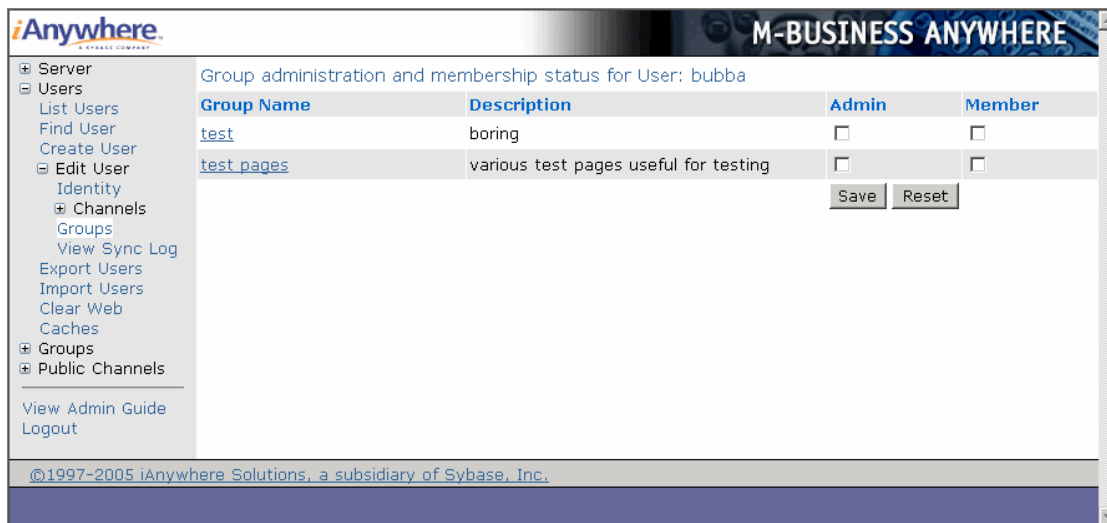 iAnywhere.
A SYBASE COMPANY
M-BUSINESS ANYWHERE
Server
Users
List Users
Find User
Create User
Edit User
Identity
Channels
Groups
View Sync Log
Export Users
Import Users
Clear Web
Caches
Groups
Public Channels
View Admin Guide
Logout
Group administration and membership status for User: bubba
Group Name Description Admin Member
test boring
test pages various test pages useful for testing
Save Reset
©1997-2005 iAnywhere Solutions, a subsidiary of Sybase, Inc.